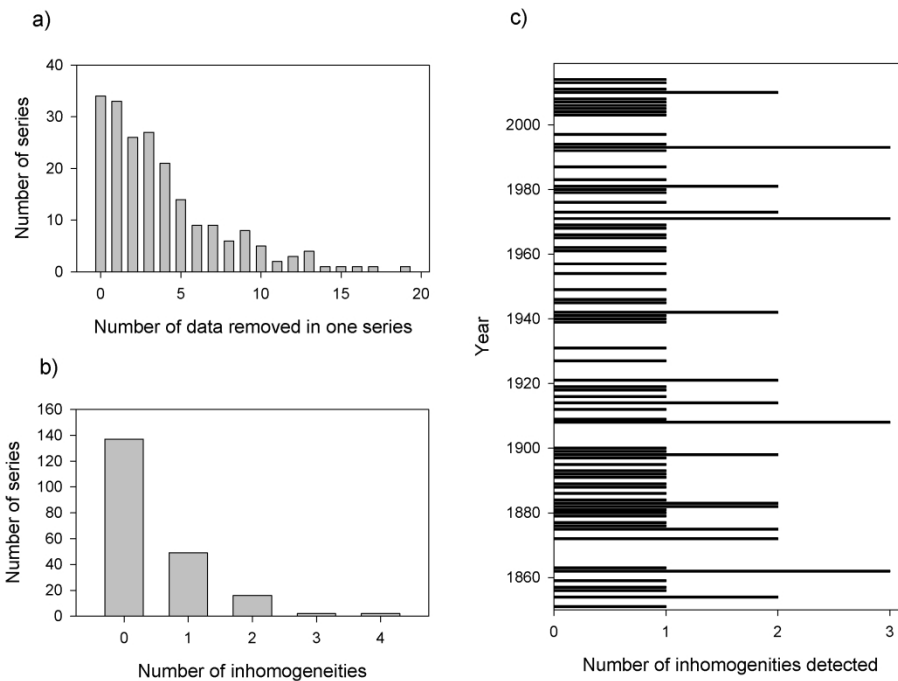 a)
Number of series
40
30
20
10
0
0 5 10 15 20
Number of data removed in one series
b)
Number of series
160
140
120
100
80
60
40
20
0
0 1 2 3 4
Number of inhomogeneities
c)
Year
2000
1980
1960
1940
1920
1900
1880
1860
0 1 2 3
Number of inhomogenities detected